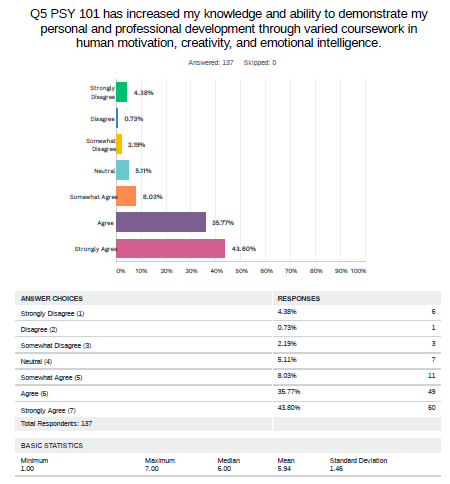 Q5 PSY 101 has increased my knowledge and ability to demonstrate my
personal and professional development through varied coursework in
human motivation, creativity, and emotional intelligence.
Answered: 137 Skipped: 0
Strongly
Disagree
4.38%
Disagree
0.73%
Somewhat
Disagree
2.19%
Neutral
5.11%
Somewhat Agree
8.03%
Agree
35.77%
Strongly Agree
43.80%
0% 10% 20% 30% 40% 50% 60% 70% 80% 90% 100%
ANSWER CHOICES RESPONSES
Strongly Disagree (1) 4.38% 6
Disagree (2) 0.73% 1
Somewhat Disagree (3) 2.19% 3
Neutral (4) 5.11% 7
Somewhat Agree (5) 8.03% 11
Agree (6) 35.77% 49
Strongly Agree (7) 43.80% 60
Total Respondents: 137
BASIC STATISTICS
Minimum Maximum Median Mean Standard Deviation
1.00 7.00 6.00 5.94 1.46